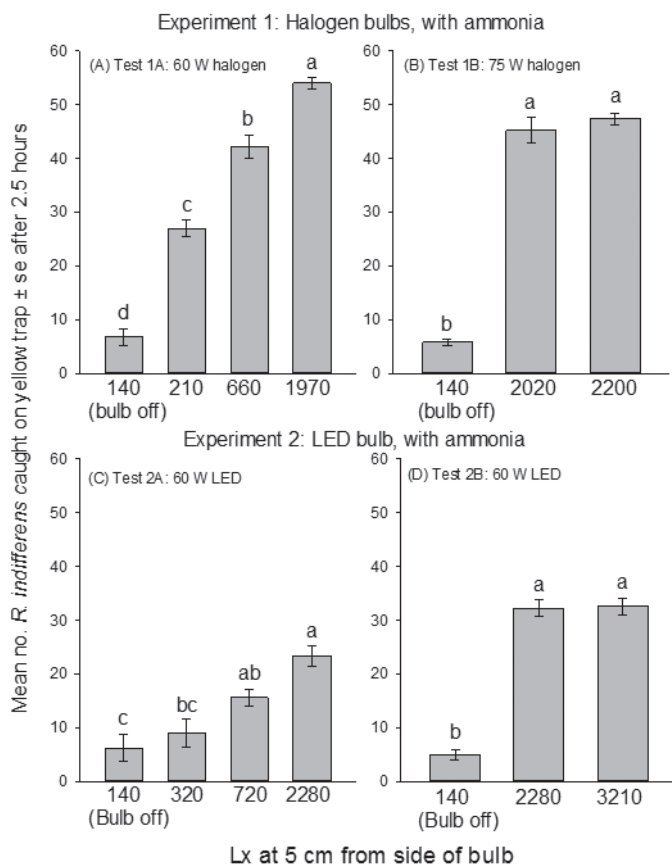 Experiment 1: Halogen bulbs, with ammonia
Mean no. R. indifferens caught on yellow trap ± se after 2.5 hours
(A) Test 1A: 60 W halogen
60
50
40
30
20
10
0
d
c
b
a
140 210 660 1970
(bulb off)
(B) Test 1B: 75 W halogen
60
50
40
30
20
10
0
b
a
a
140 2020 2200
(bulb off)
Experiment 2: LED bulb, with ammonia
(C) Test 2A: 60 W LED
60
50
40
30
20
10
0
c
bc
ab
a
140 320 720 2280
(Bulb off)
(D) Test 2B: 60 W LED
60
50
40
30
20
10
0
b
a
a
140 2280 3210
(Bulb off)
Lx at 5 cm from side of bulb